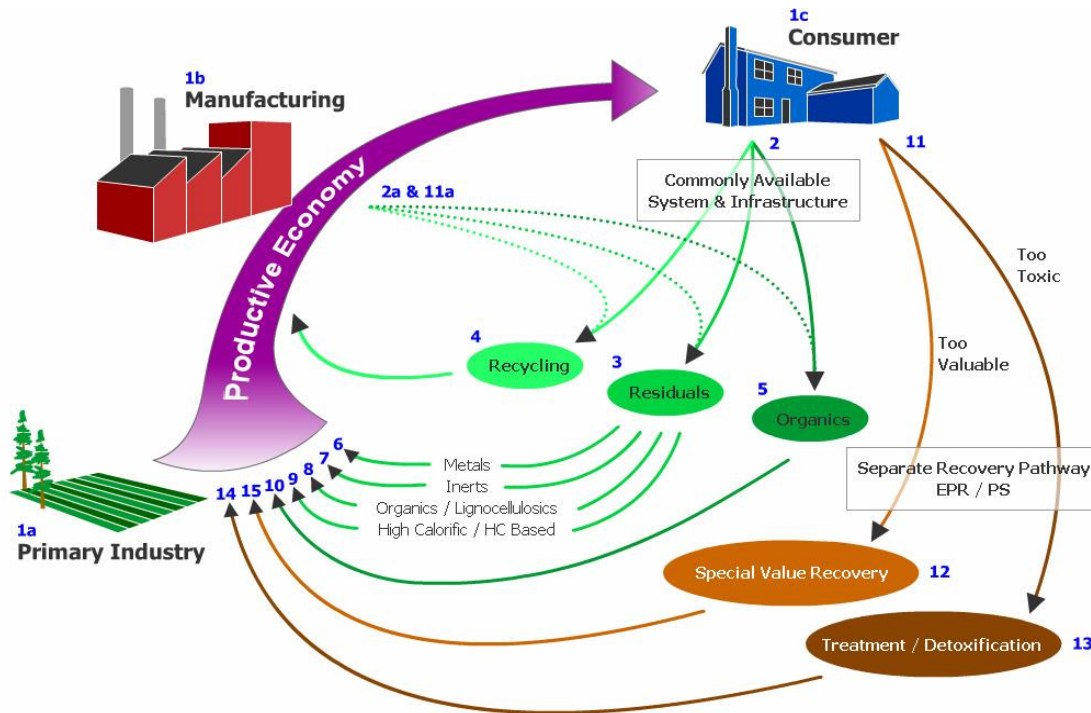 1c
Consumer
1b
Manufacturing
2
11
2a & 11a
Commonly Available
System & Infrastructure
Productive Economy
Too
Toxic
Too
Valuable
4
Recycling
3
Residuals
5
Organics
6
7
8
9
10
15
14
Metals
Inerts
Organics / Lignocellulosics
High Calorific / HC Based
Separate Recovery Pathway
EPR / PS
1a
Primary Industry
Special Value Recovery
12
Treatment / Detoxification
13